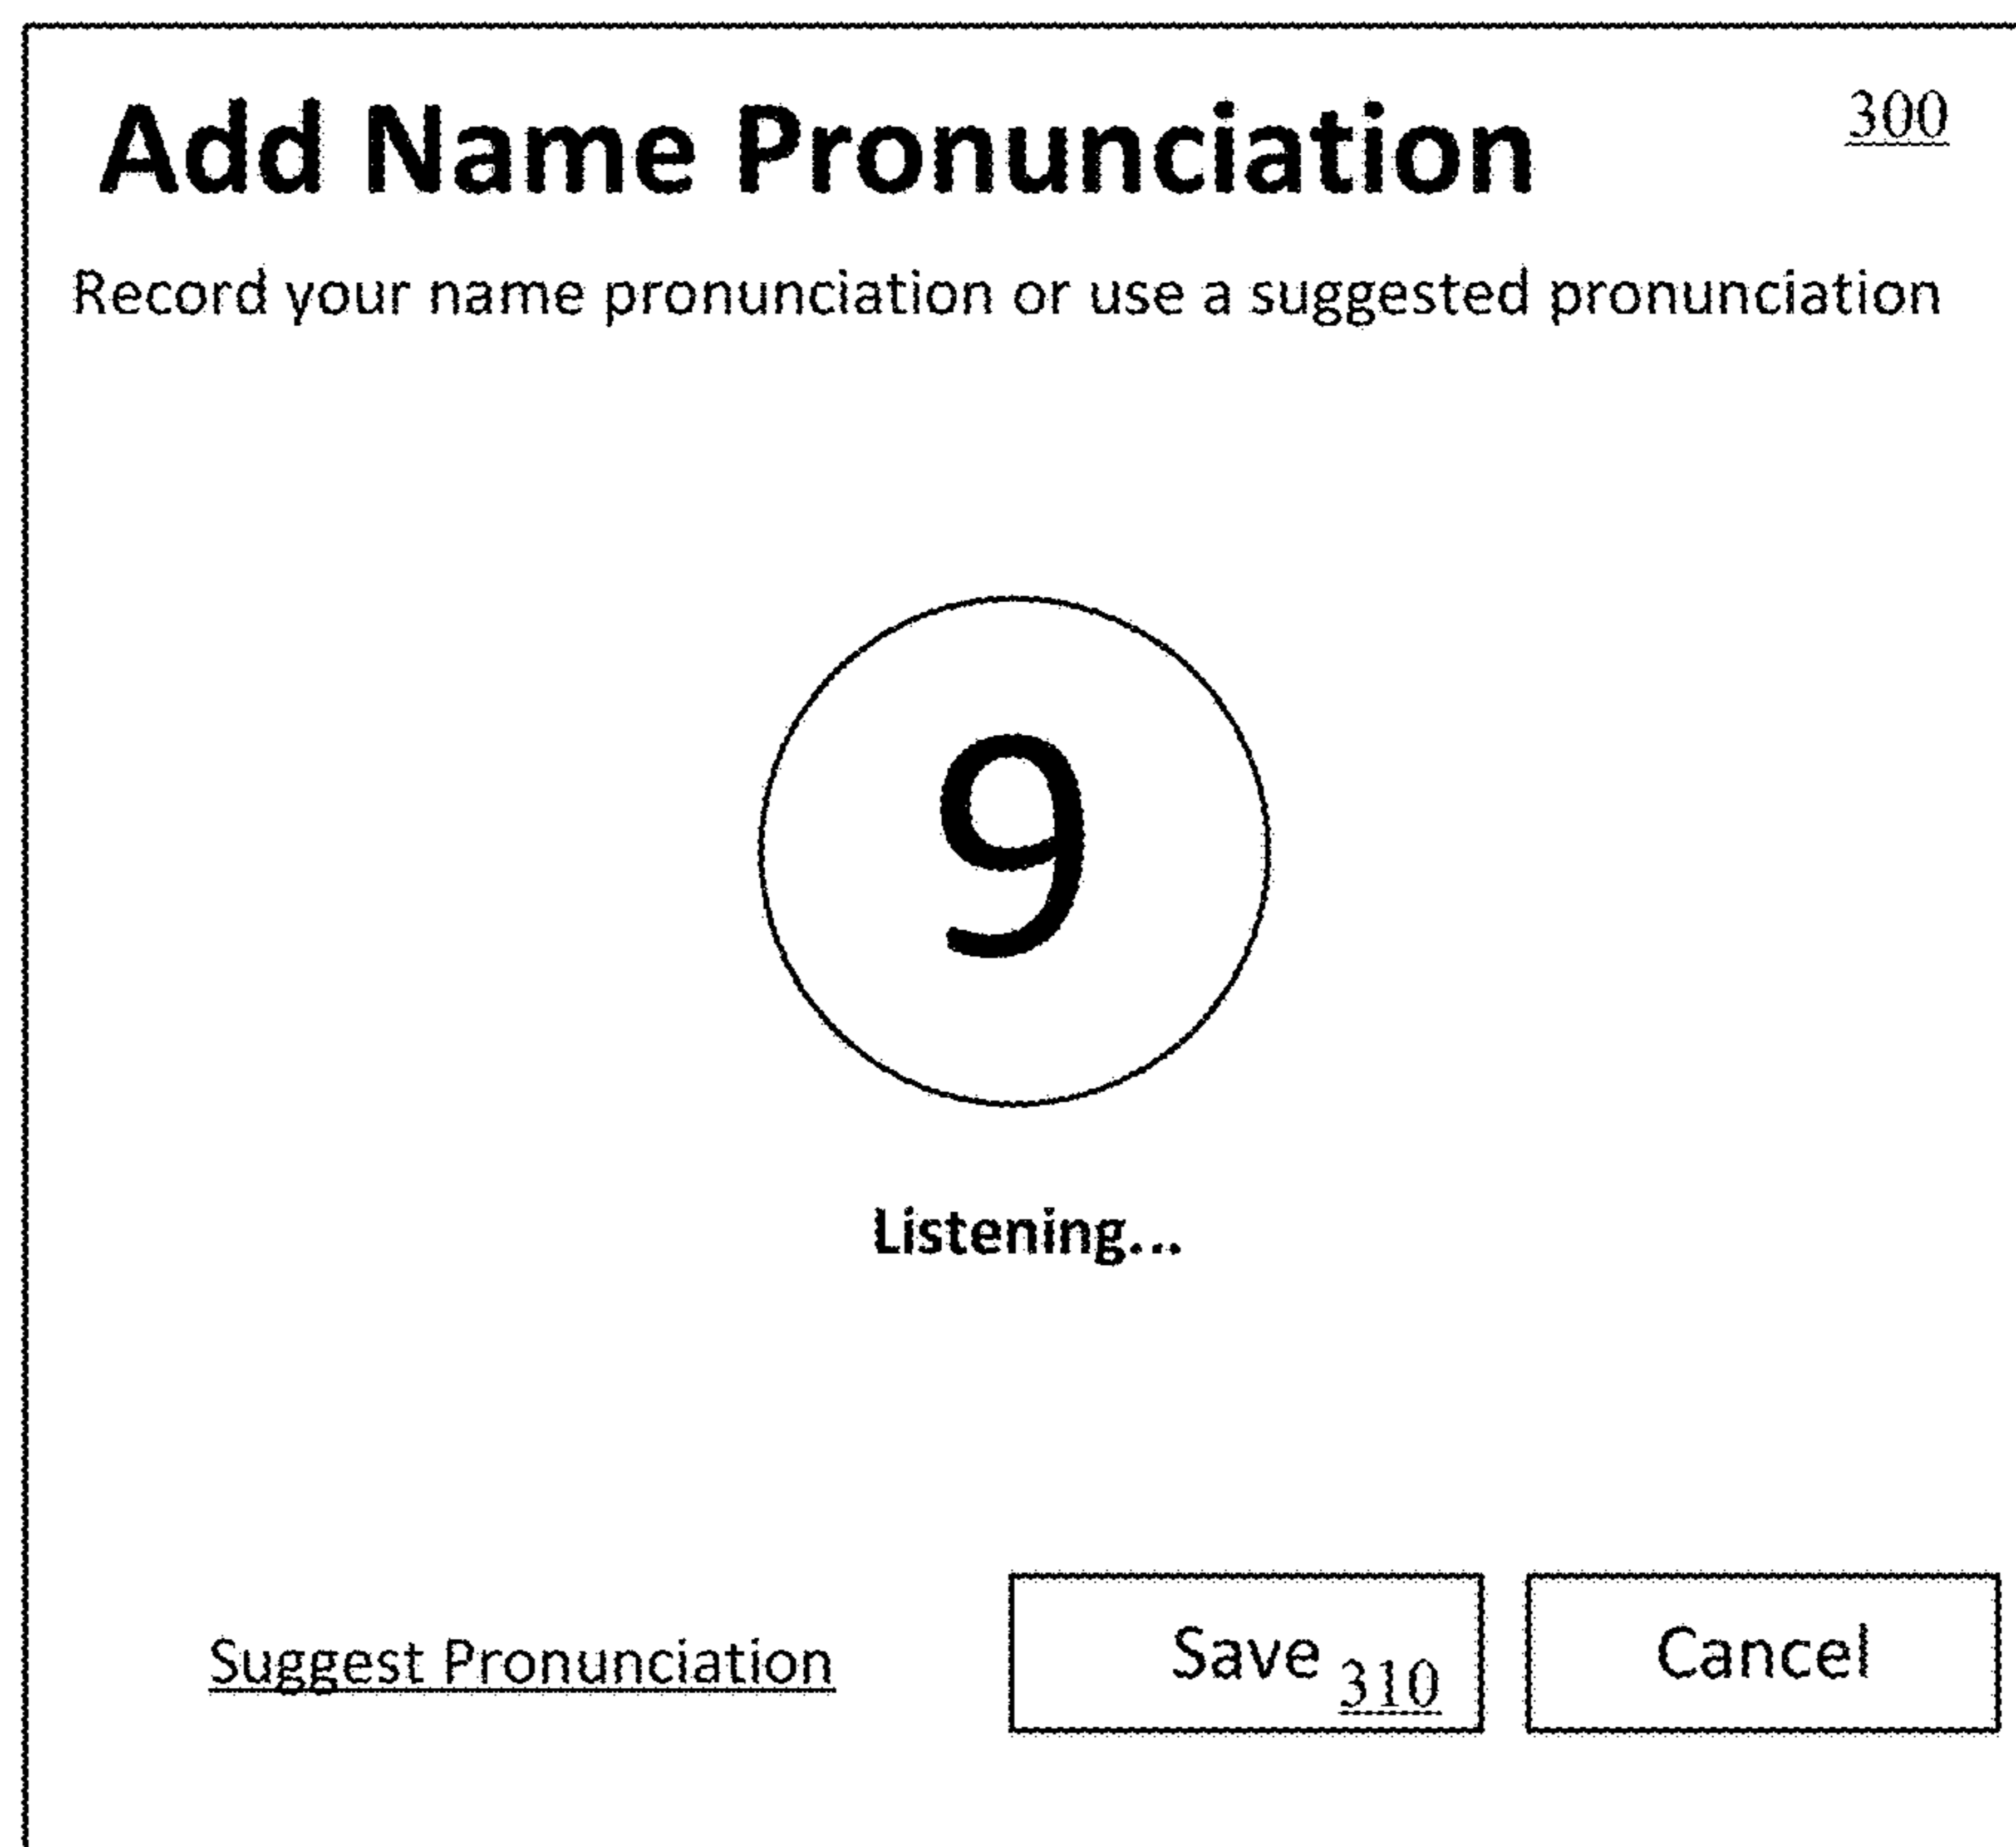 Add Name Pronunciation 300
Record your name pronunciation or use a suggested pronunciation
9
Listening...
Suggest Pronunciation Save 310 Cancel